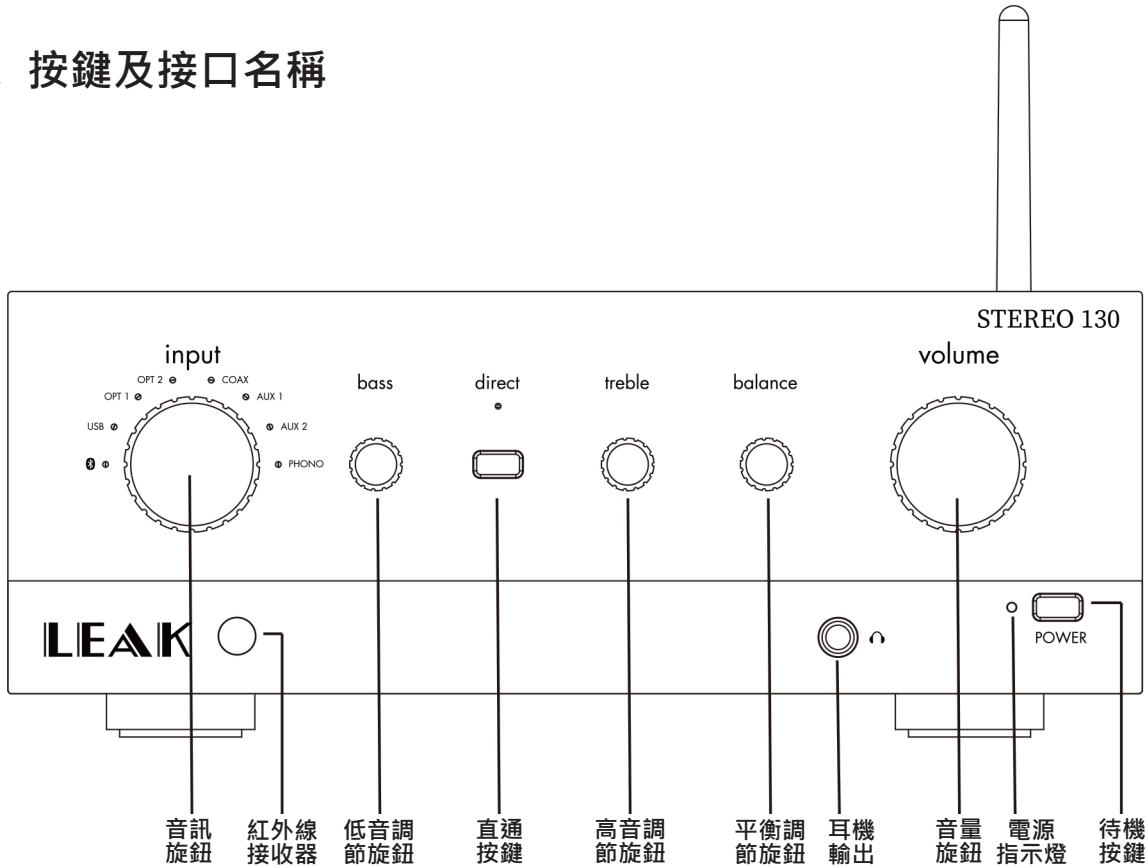 按鍵及接口名稱
STEREO 130
input
volume
OPT 2
COAX
OPT 1
AUX 1
USB
AUX 2
PHONO
bass
direct
treble
balance
LEAK
POWER
音訊
旋鈕
紅外線
接收器
低音調
節旋鈕
直通
按鍵
高音調
節旋鈕
平衡調
節旋鈕
耳機
輸出
音量
旋鈕
電源
指示燈
待機
按鍵